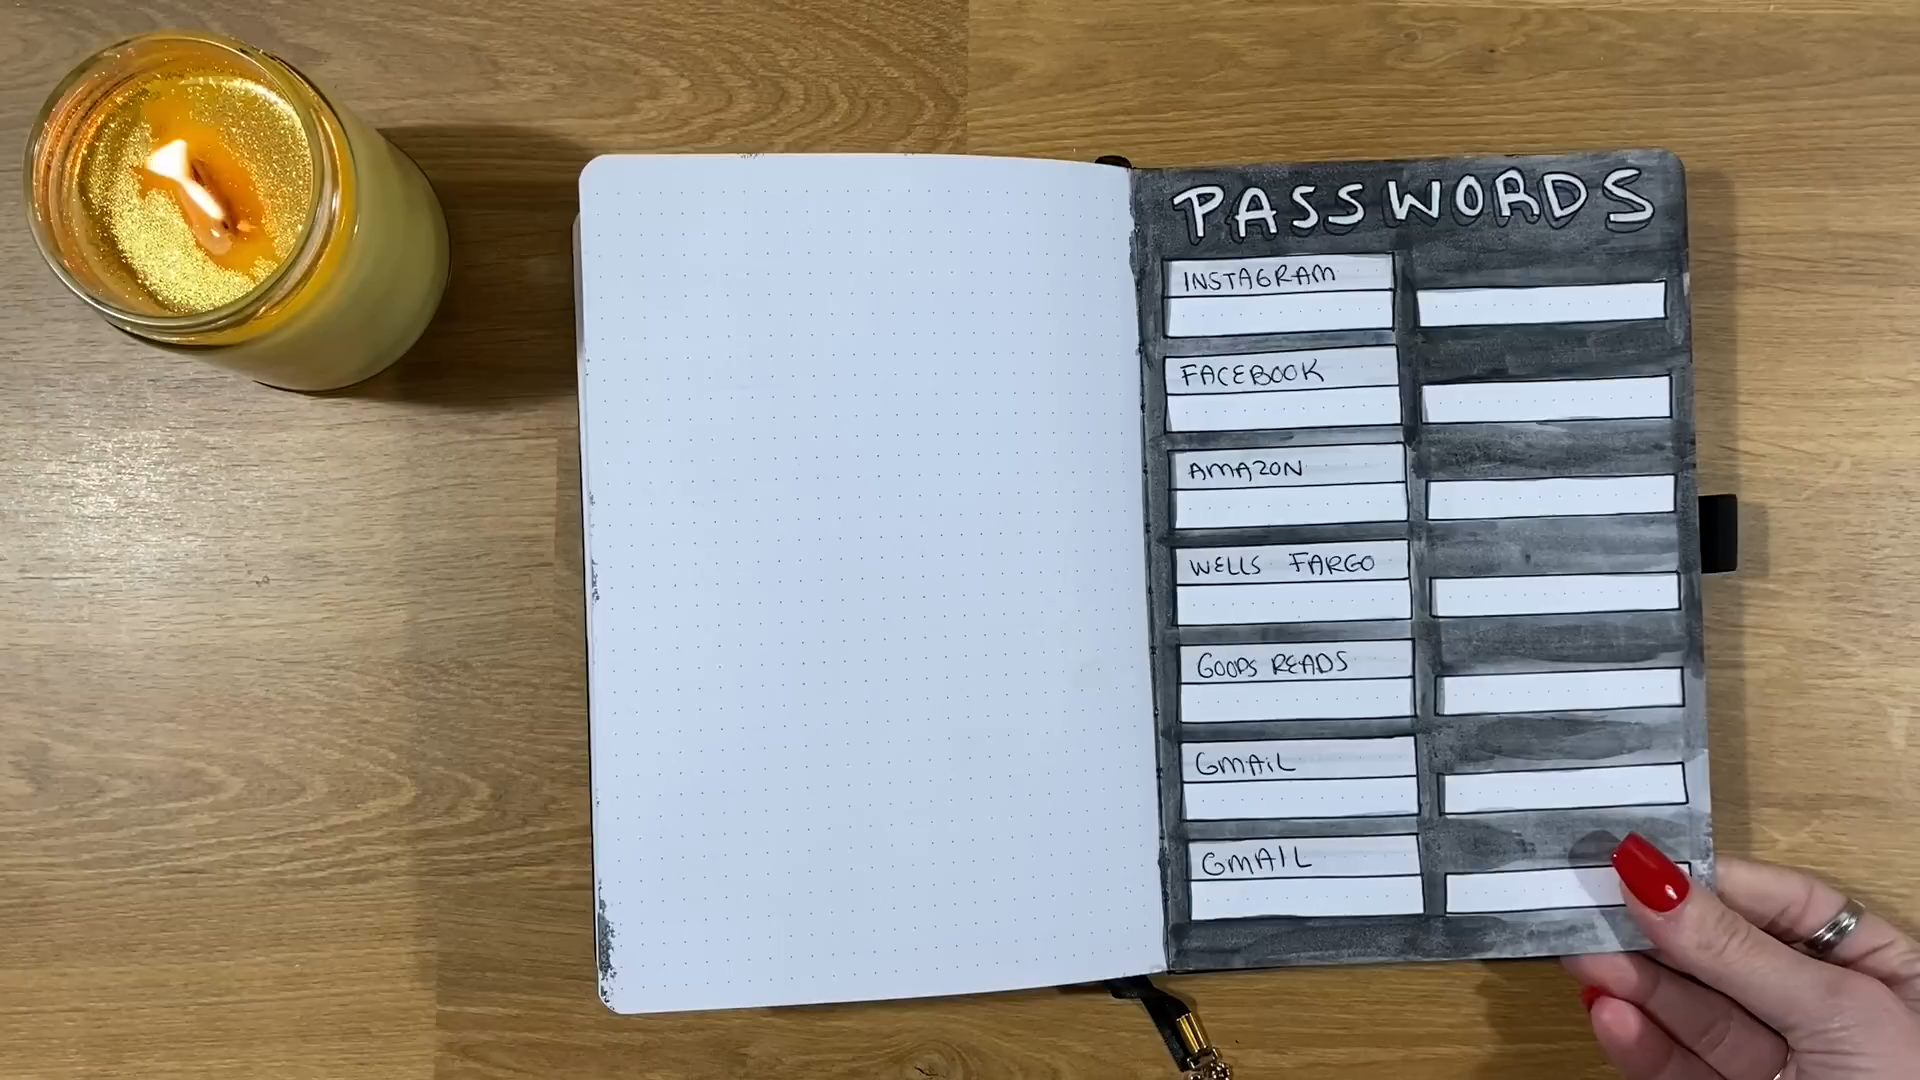 PASSWORDS
INSTAGRAM
FACEBOOK
AMAZON
WELLS FARGO
GOODS READS
GMAiL
GMAIL